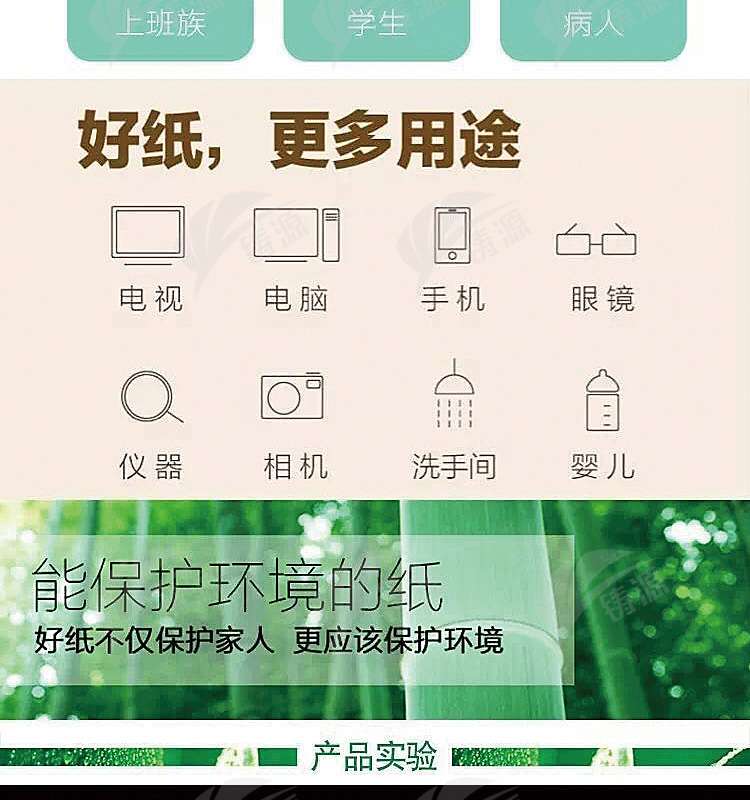 上班族 学生 病人
好纸，更多用途
电视 电脑 手机 眼镜
仪器 相机 洗手间 婴儿
能保护环境的纸
好纸不仅保护家人 更应该保护环境
产品实验